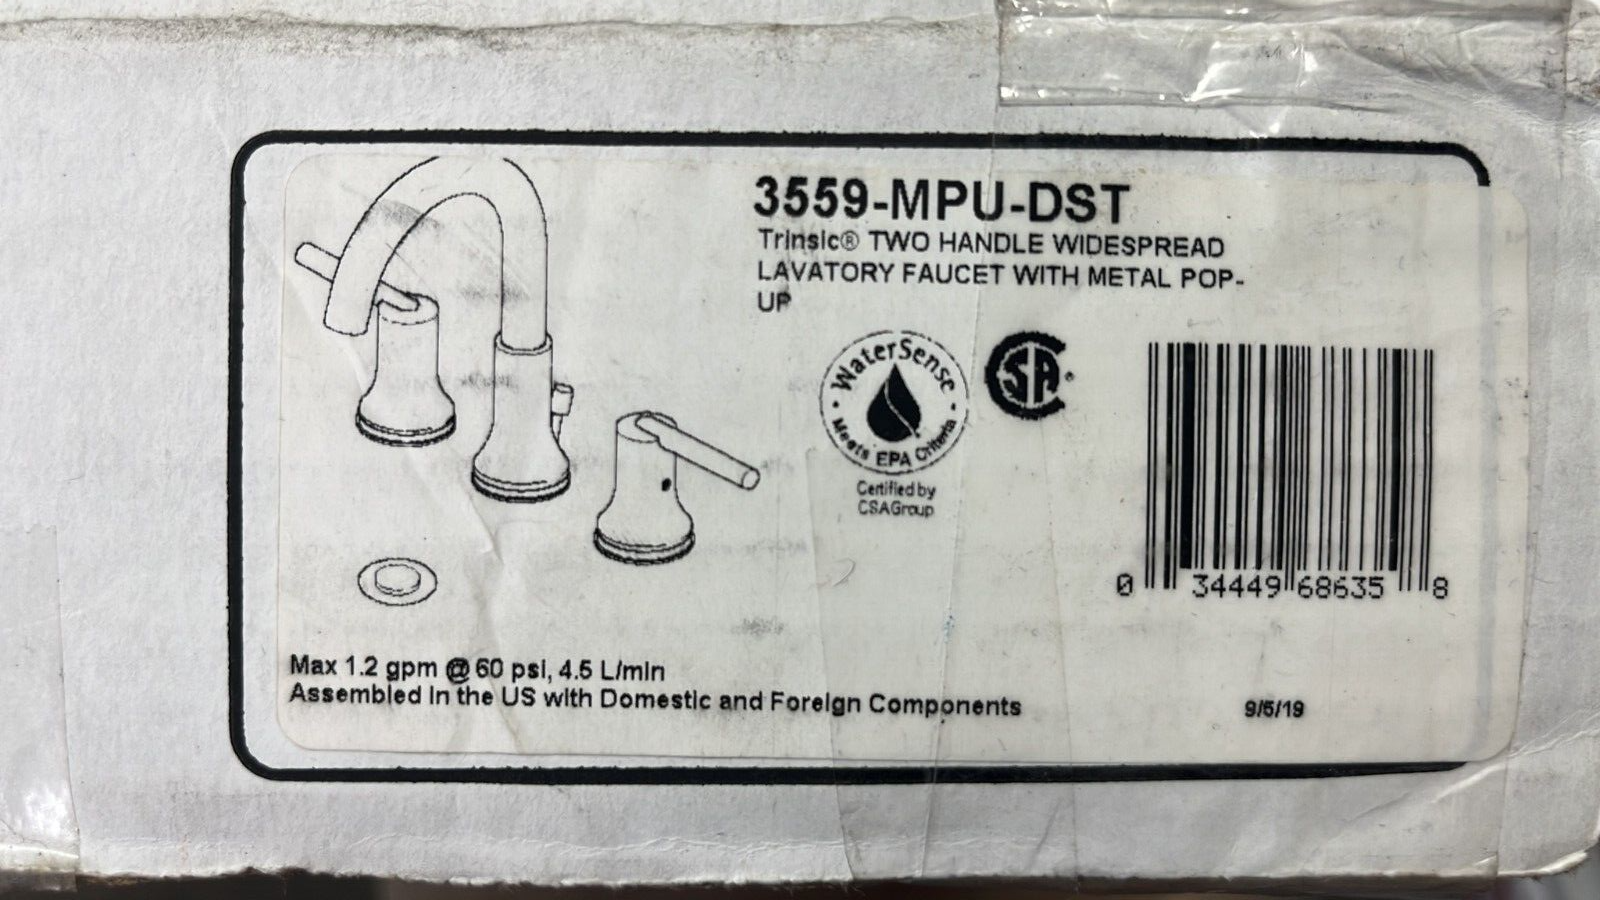 3559-MPU-DST
Trinsic® TWO HANDLE WIDESPREAD
LAVATORY FAUCET WITH METAL POP-
UP
WaterSense
Meets EPA Criteria
Certified by
CSAGroup
CSA®
0 34449 68635 8
Max 1.2 gpm @ 60 psi, 4.5 L/min
Assembled in the US with Domestic and Foreign Components
9/5/19